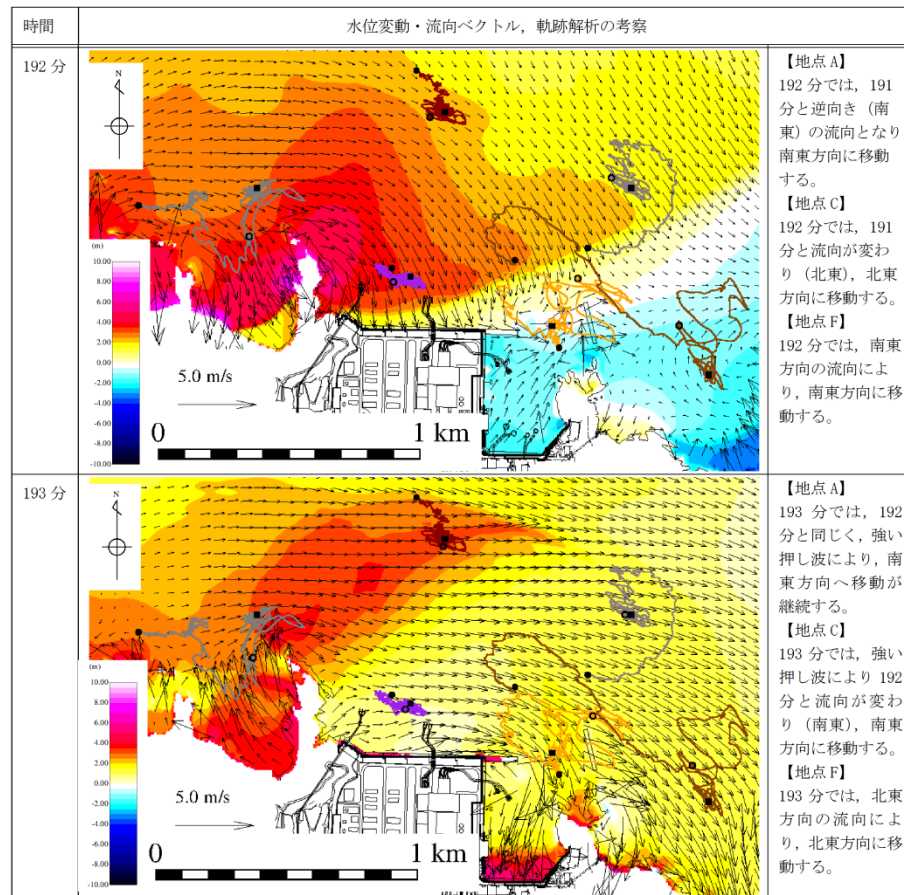 時間
水位変動・流向ベクトル，軌跡解析の考察
192 分
N
(m)
10.00
8.00
6.00
4.00
2.00
0.00
-2.00
-4.00
-6.00
-8.00
-10.00
5.0 m/s
0
1 km
【地点 A】
192 分では，191
分と逆向き（南
東）の流向となり
南東方向に移動
する。
【地点 C】
192 分では，191
分と流向が変わ
り（北東），北東
方向に移動する。
【地点 F】
192 分では，南東
方向の流向によ
り，南東方向に移
動する。
193 分
N
(m)
10.00
8.00
6.00
4.00
2.00
0.00
-2.00
-4.00
-6.00
-8.00
-10.00
5.0 m/s
0
1 km
【地点 A】
193 分では，192
分と同じく，強い
押し波により，南
東方向へ移動が
継続する。
【地点 C】
193 分では，強い
押し波により 192
分と流向が変わ
り（南東），南東
方向に移動する。
【地点 F】
193 分では，北東
方向の流向によ
り，北東方向に移
動する。